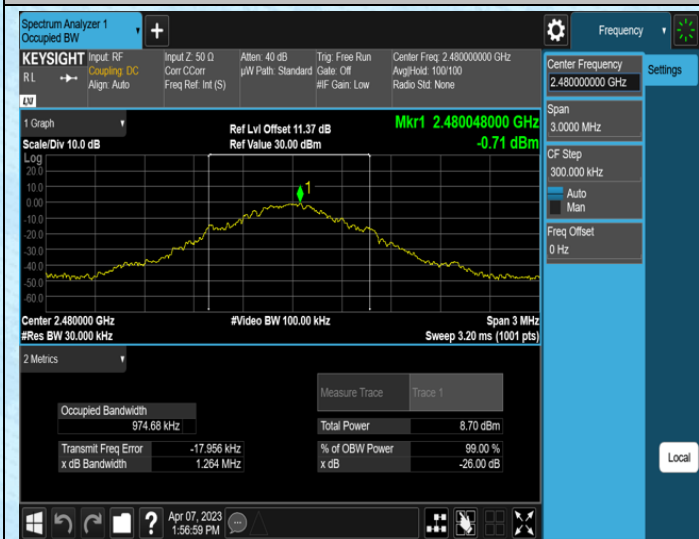 Spectrum Analyzer 1
Occupied BW
Frequency
KEYSIGHT
R L
LXI
Input: RF
Coupling: DC
Align: Auto
Input Z: 50 Ω
Corr CCorr
Freq Ref: Int (S)
Atten: 40 dB
µW Path: Standard
Trig: Free Run
Gate: Off
#IF Gain: Low
Center Freq: 2.480000000 GHz
Avg|Hold: 100/100
Radio Std: None
Center Frequency
2.480000000 GHz
Settings
Span
3.0000 MHz
CF Step
300.000 kHz
Auto
Man
Freq Offset
0 Hz
1 Graph
Scale/Div 10.0 dB
Ref Lvl Offset 11.37 dB
Ref Value 30.00 dBm
Mkr1 2.480048000 GHz
-0.71 dBm
Log
20.0
10.0
0.00
-10.0
-20.0
-30.0
-40.0
-50.0
-60.0
1
Center 2.480000 GHz
#Res BW 30.000 kHz
#Video BW 100.00 kHz
Span 3 MHz
Sweep 3.20 ms (1001 pts)
2 Metrics
Measure Trace Trace 1
Occupied Bandwidth
974.68 kHz
Total Power 8.70 dBm
Transmit Freq Error -17.956 kHz
% of OBW Power 99.00 %
x dB Bandwidth 1.264 MHz
x dB -26.00 dB
Local
?
Apr 07, 2023
1:56:59 PM